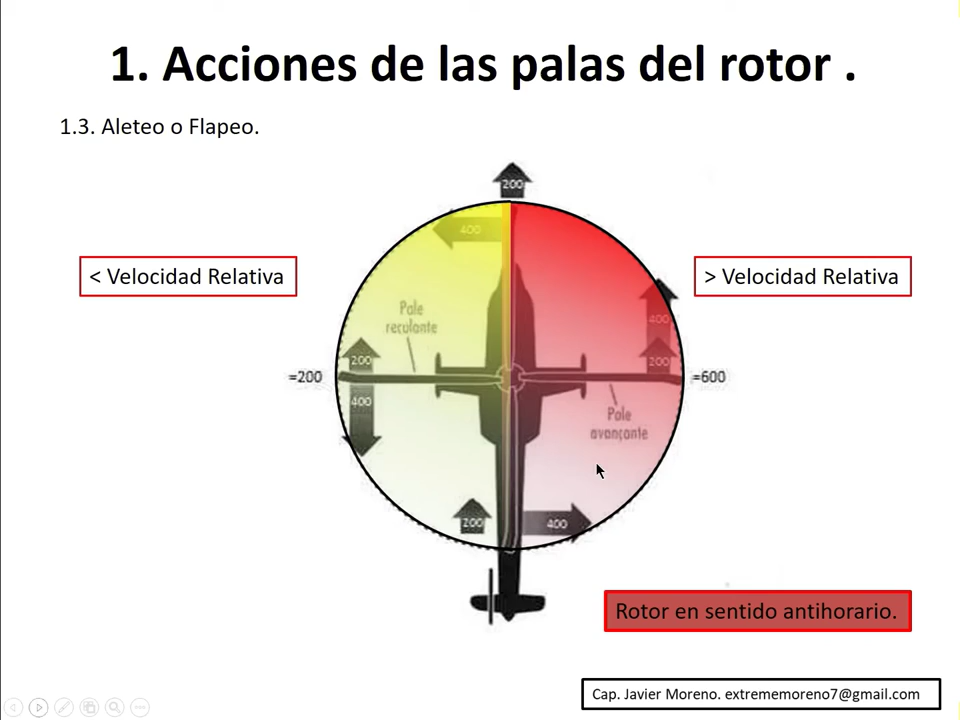 1. Acciones de las palas del rotor .
1.3. Aleteo o Flapeo.
200
400
< Velocidad Relativa
> Velocidad Relativa
Pale
reculante
400
200
200
=200
=600
400
Pale
avançante
200
400
Rotor en sentido antihorario.
Cap. Javier Moreno. extrememoreno7@gmail.com